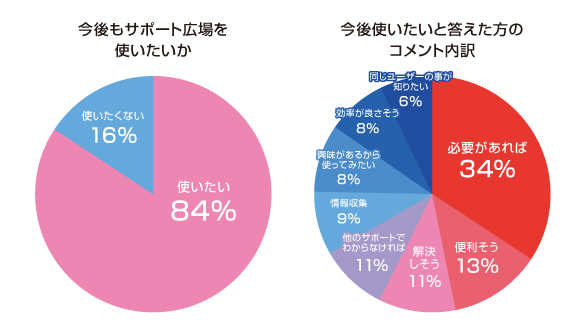 今後もサポート広場を
使いたいか
使いたくない
16%
使いたい
84%
今後使いたいと答えた方の
コメント内訳
必要があれば
34%
便利そう
13%
解決
しそう
11%
他のサポートで
わからなければ
11%
情報収集
9%
興味があるから
使ってみたい
8%
効率が良さそう
8%
同じユーザーの事が
知りたい
6%